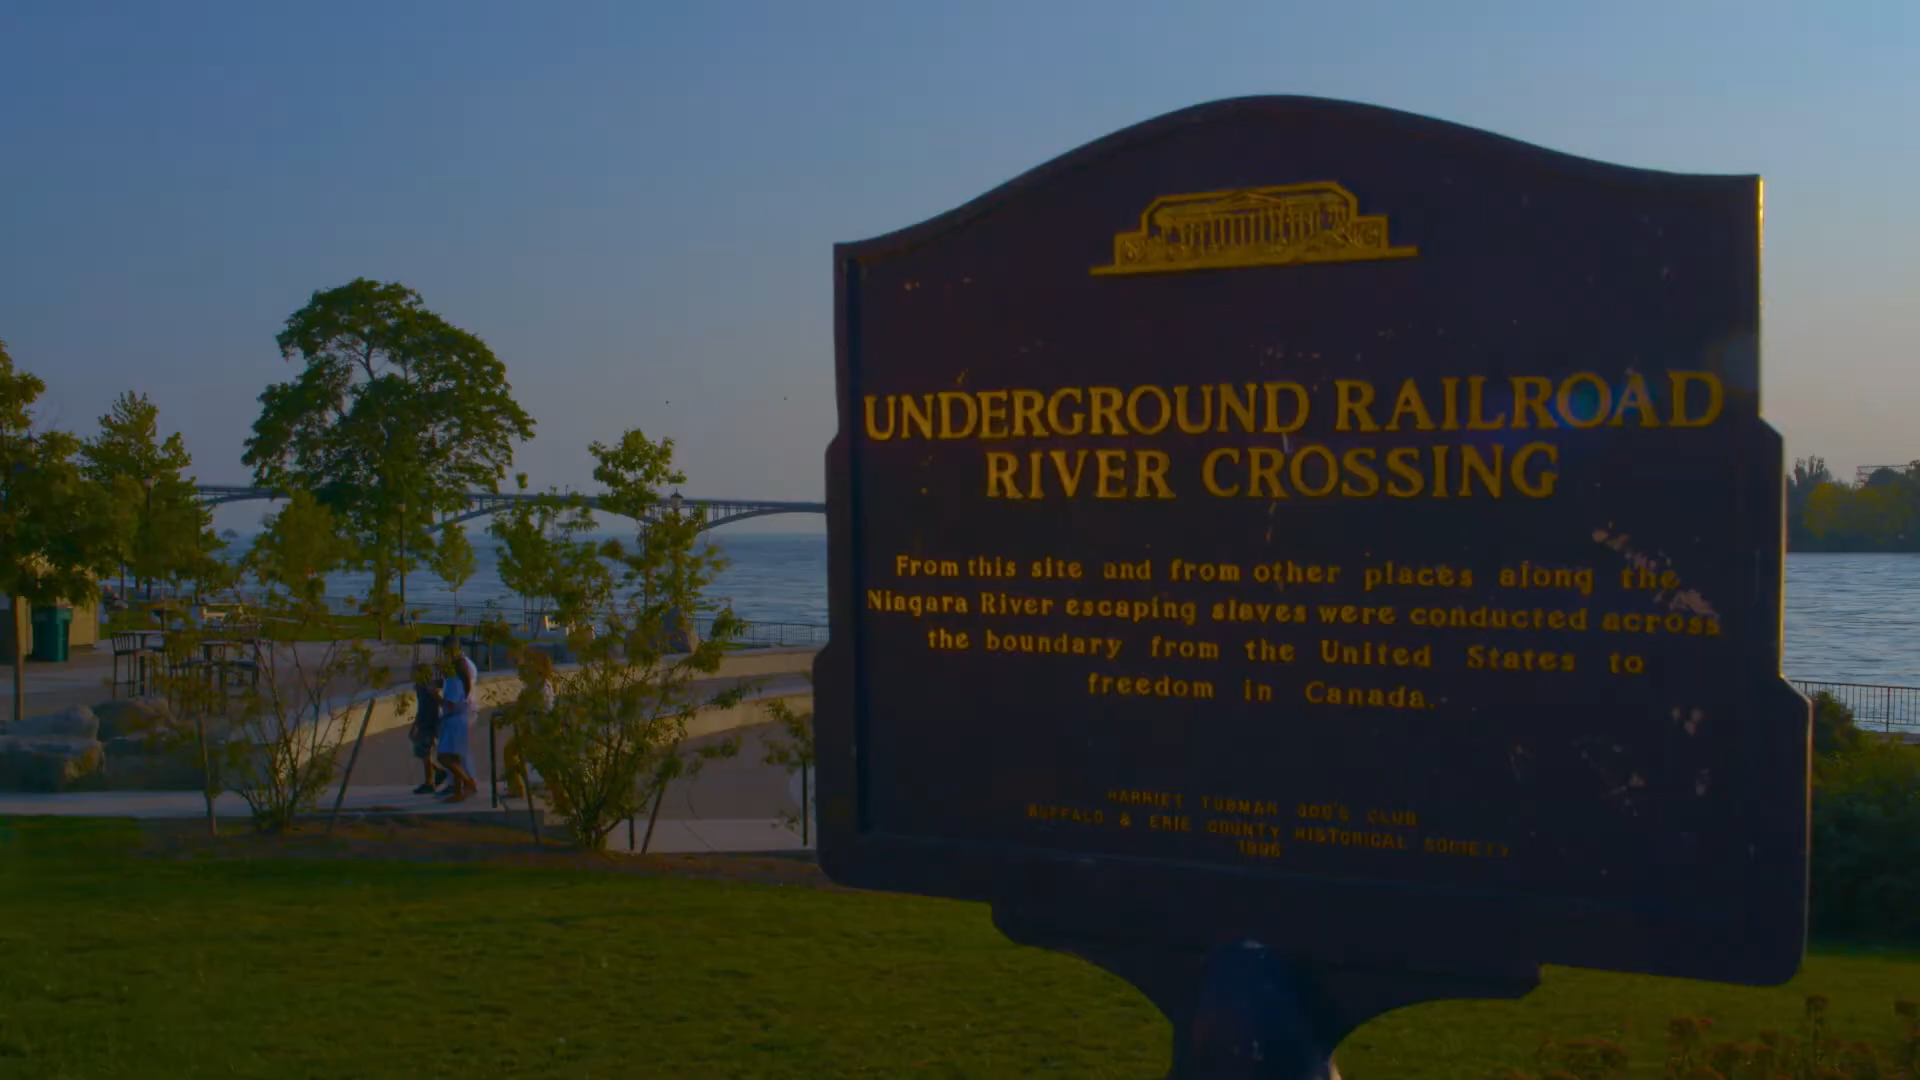 UNDERGROUND RAILROAD
RIVER CROSSING
From this site and from other places along the
Niagara River escaping slaves were conducted across
the boundary from the United States to
freedom in Canada.
HARRIET TUBMAN 300'S CLUB
BUFFALO & ERIE COUNTY HISTORICAL SOCIETY
1996